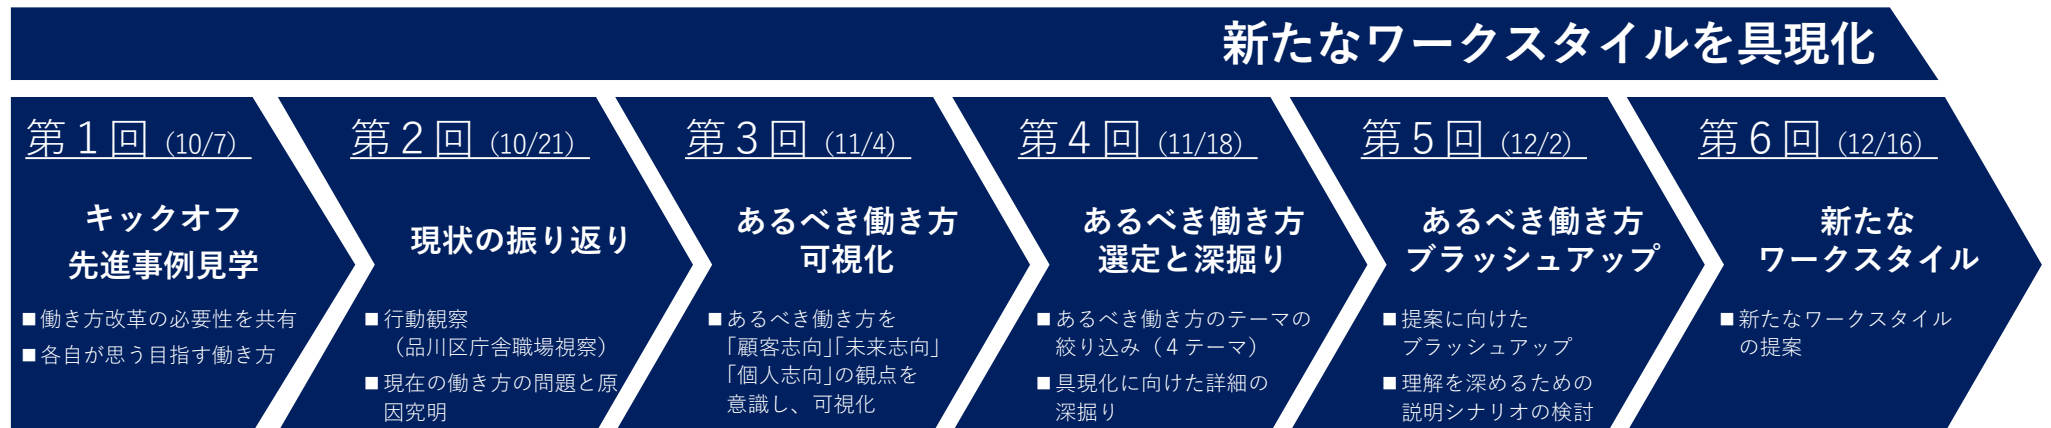 新たなワークスタイルを具現化
第１回（10/7）
キックオフ
先進事例見学
■働き方改革の必要性を共有
■各自が思う目指す働き方
第２回（10/21）
現状の振り返り
■行動観察
（品川区庁舎職場視察）
■現在の働き方の問題と原
因究明
第３回（11/4）
あるべき働き方
可視化
■あるべき働き方を
｢顧客志向｣｢未来志向｣
｢個人志向｣の観点を
意識し、可視化
第４回（11/18）
あるべき働き方
選定と深掘り
■あるべき働き方のテーマの
絞り込み（４テーマ）
■具現化に向けた詳細の
深掘り
第５回（12/2）
あるべき働き方
ブラッシュアップ
■提案に向けた
ブラッシュアップ
■理解を深めるための
説明シナリオの検討
第６回（12/16）
新たな
ワークスタイル
■新たなワークスタイル
の提案